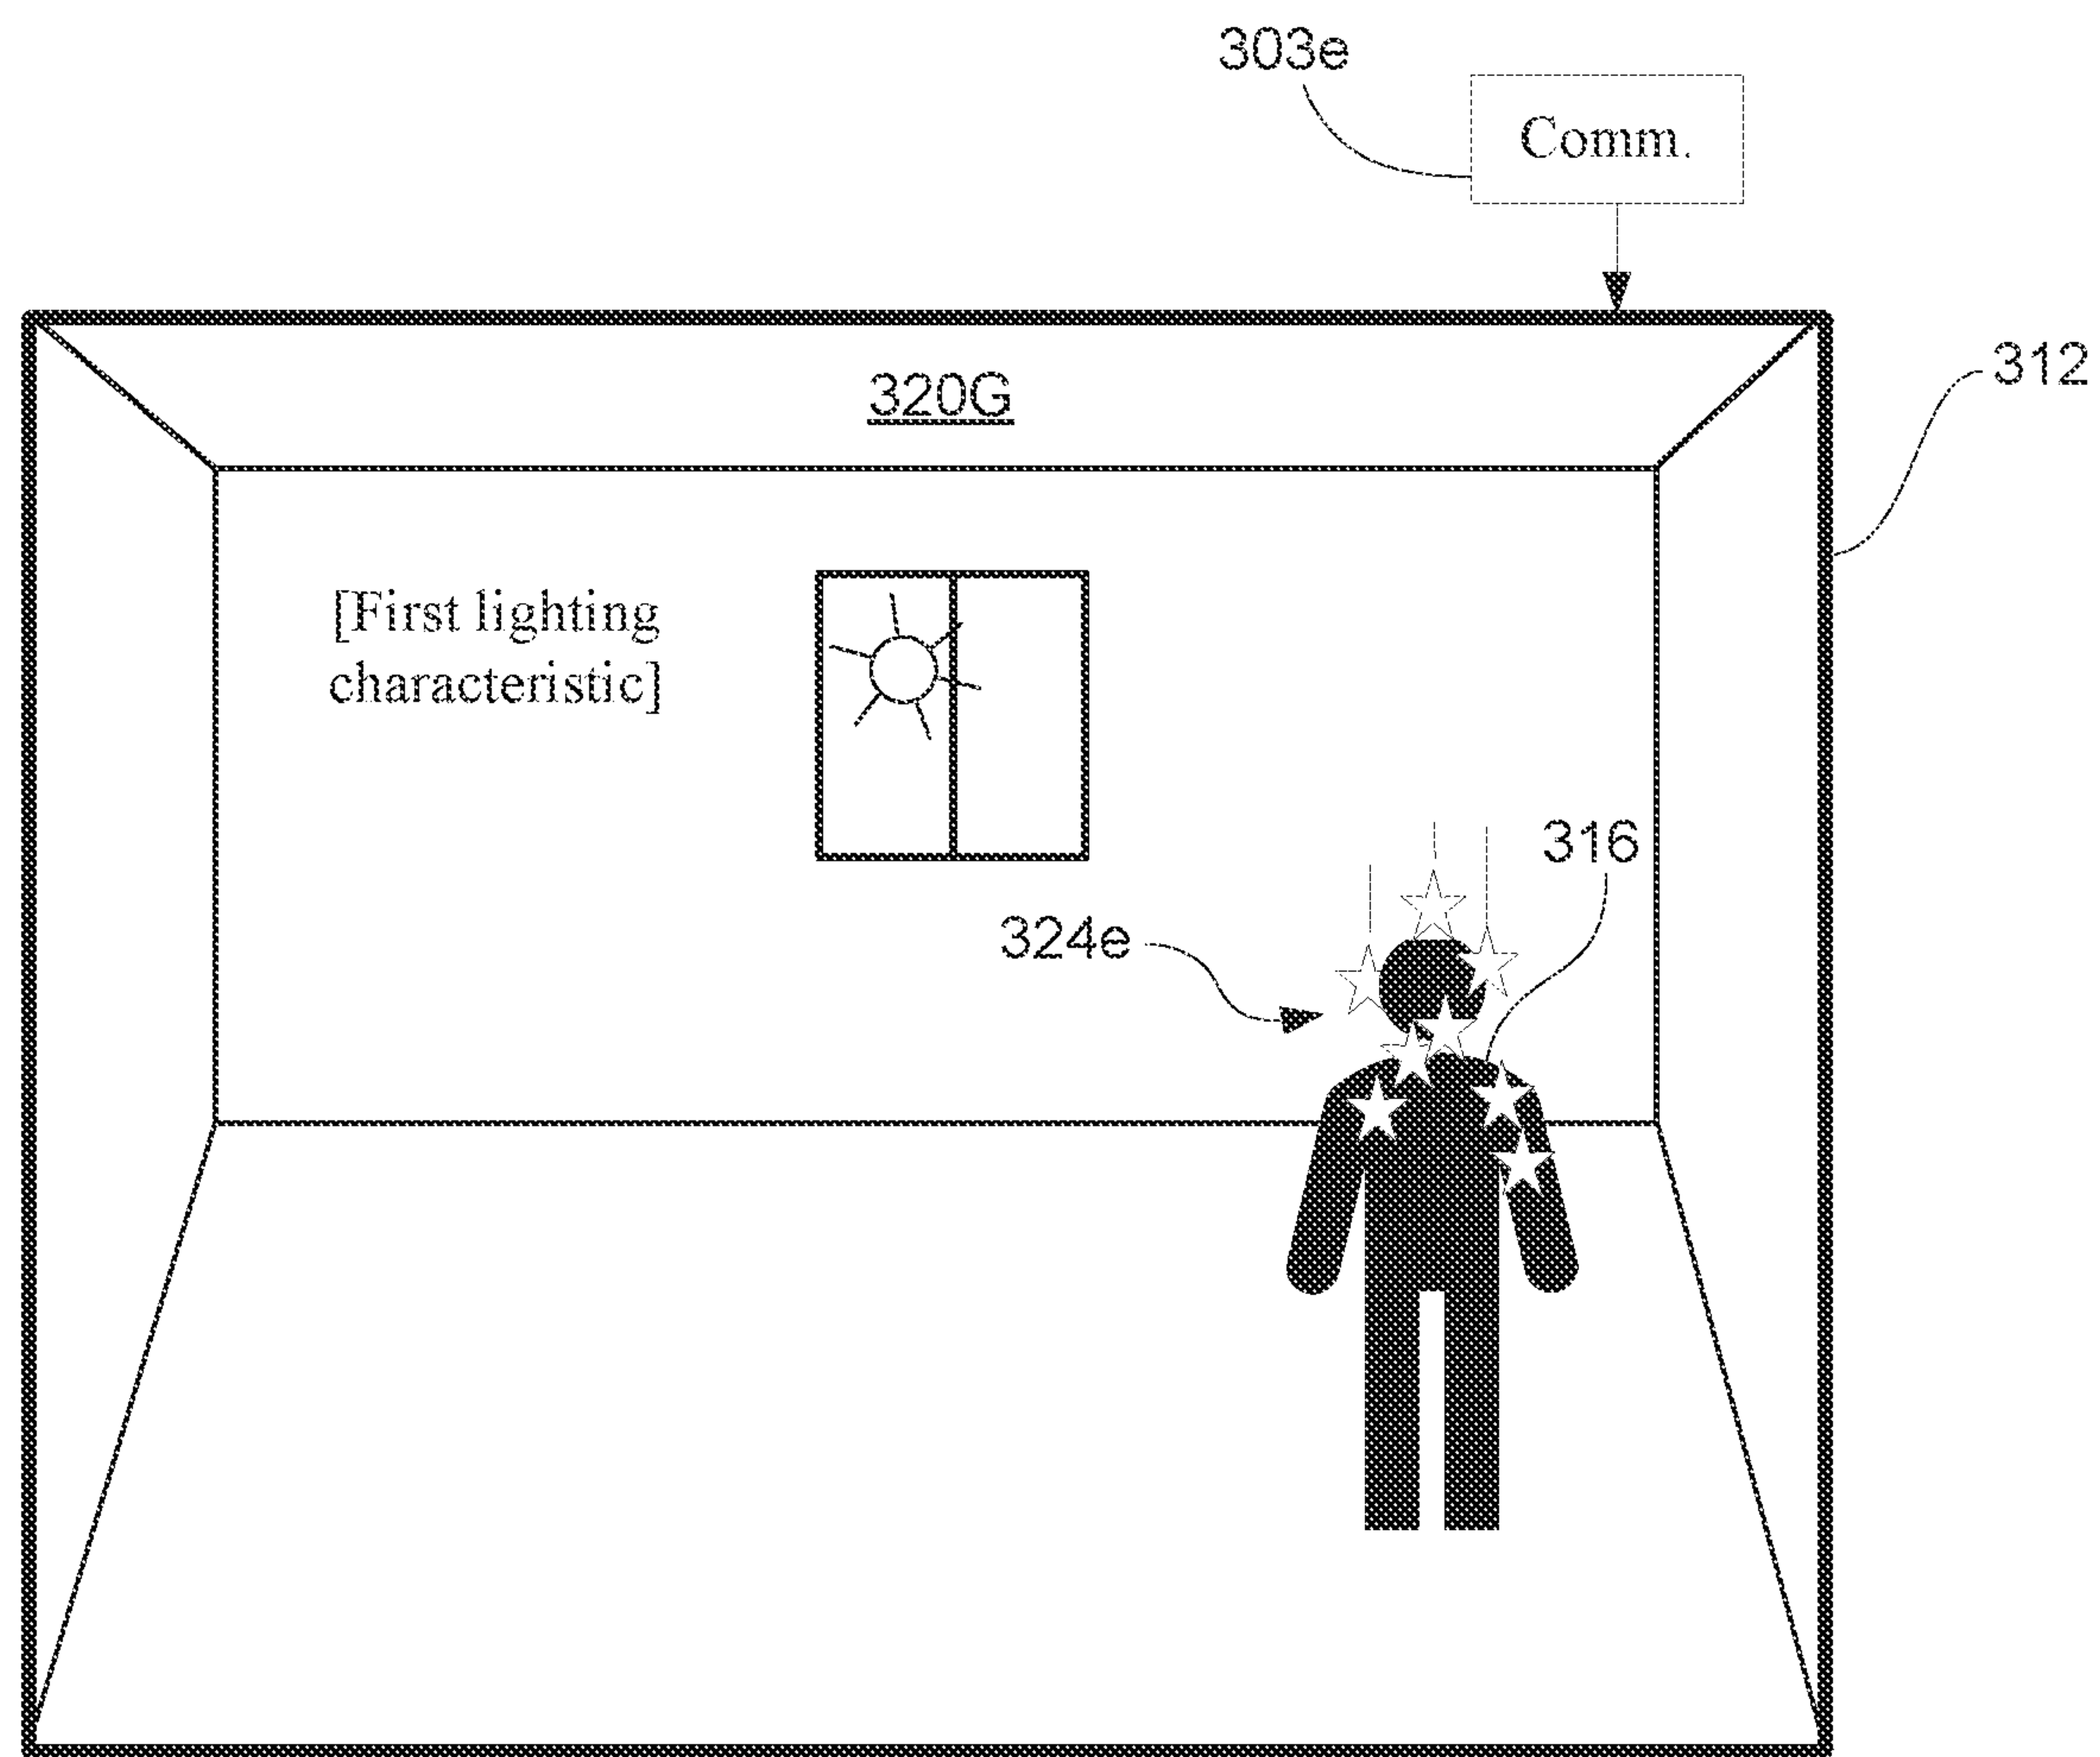 303e
Comm.
312
320G
[First lighting
characteristic]
316
324e